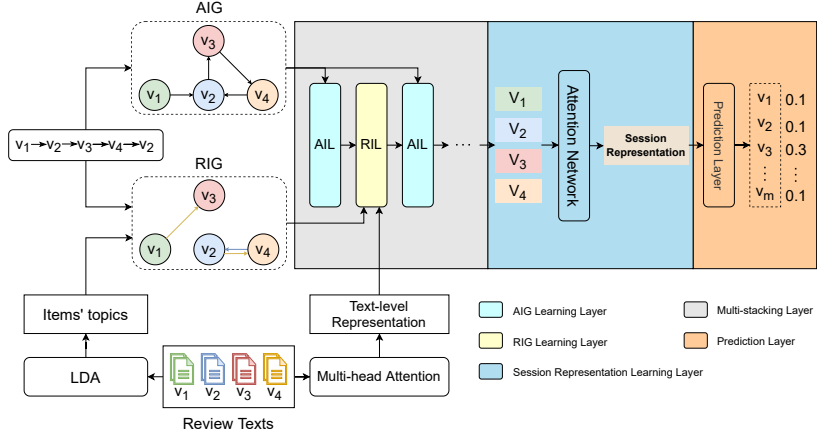 AIG
v3
v1
v2
v4
v1→v2→v3→v4→v2
RIG
v3
v1
v2
v4
AIL
RIL
AIL
...
V1
V2
V3
V4
Attention Network
Session
Representation
Prediction Layer
v1 0.1
v2 0.1
v3 0.3
... ...
vm 0.1
Items' topics
Text-level
Representation
LDA
v1 v2 v3 v4
Multi-head Attention
Review Texts
AIG Learning Layer
RIG Learning Layer
Session Representation Learning Layer
Multi-stacking Layer
Prediction Layer